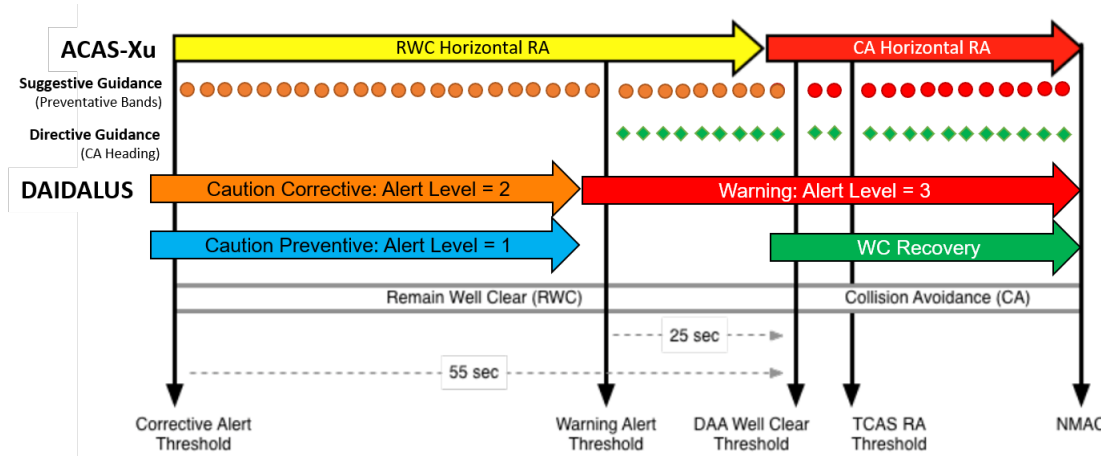 ACAS-Xu
RWC Horizontal RA
CA Horizontal RA
Suggestive Guidance
(Preventative Bands)
Directive Guidance
(CA Heading)
DAIDALUS
Caution Corrective: Alert Level = 2
Warning: Alert Level = 3
Caution Preventive: Alert Level = 1
WC Recovery
Remain Well Clear (RWC)
Collision Avoidance (CA)
25 sec
55 sec
Corrective Alert
Threshold
Warning Alert
Threshold
DAA Well Clear
Threshold
TCAS RA
Threshold
NMAC